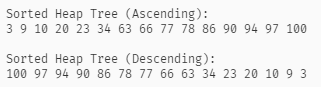 Sorted Heap Tree (Ascending):
3 9 10 20 23 34 63 66 77 78 86 90 94 97 100
Sorted Heap Tree (Descending):
100 97 94 90 86 78 77 66 63 34 23 20 10 9 3